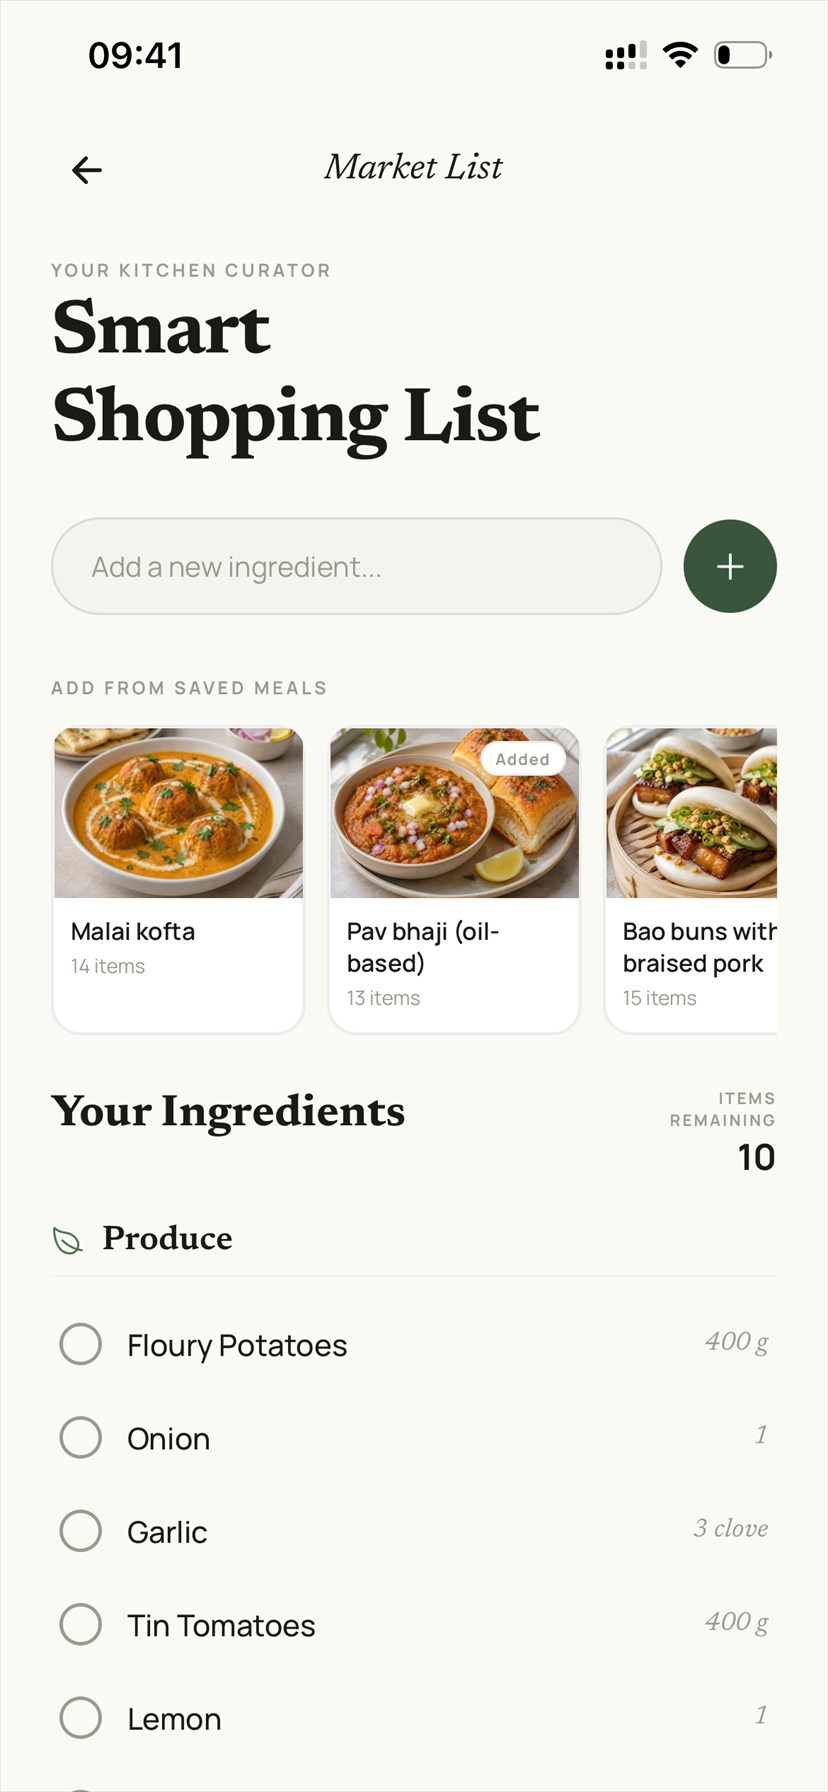 09:41
Market List
YOUR KITCHEN CURATOR
Smart
Shopping List
Add a new ingredient...
ADD FROM SAVED MEALS
Added
Malai kofta
14 items
Pav bhaji (oil-
based)
13 items
Bao buns with
braised pork
15 items
Your Ingredients
ITEMS
REMAINING
10
Produce
Floury Potatoes
400 g
Onion
1
Garlic
3 clove
Tin Tomatoes
400 g
Lemon
1